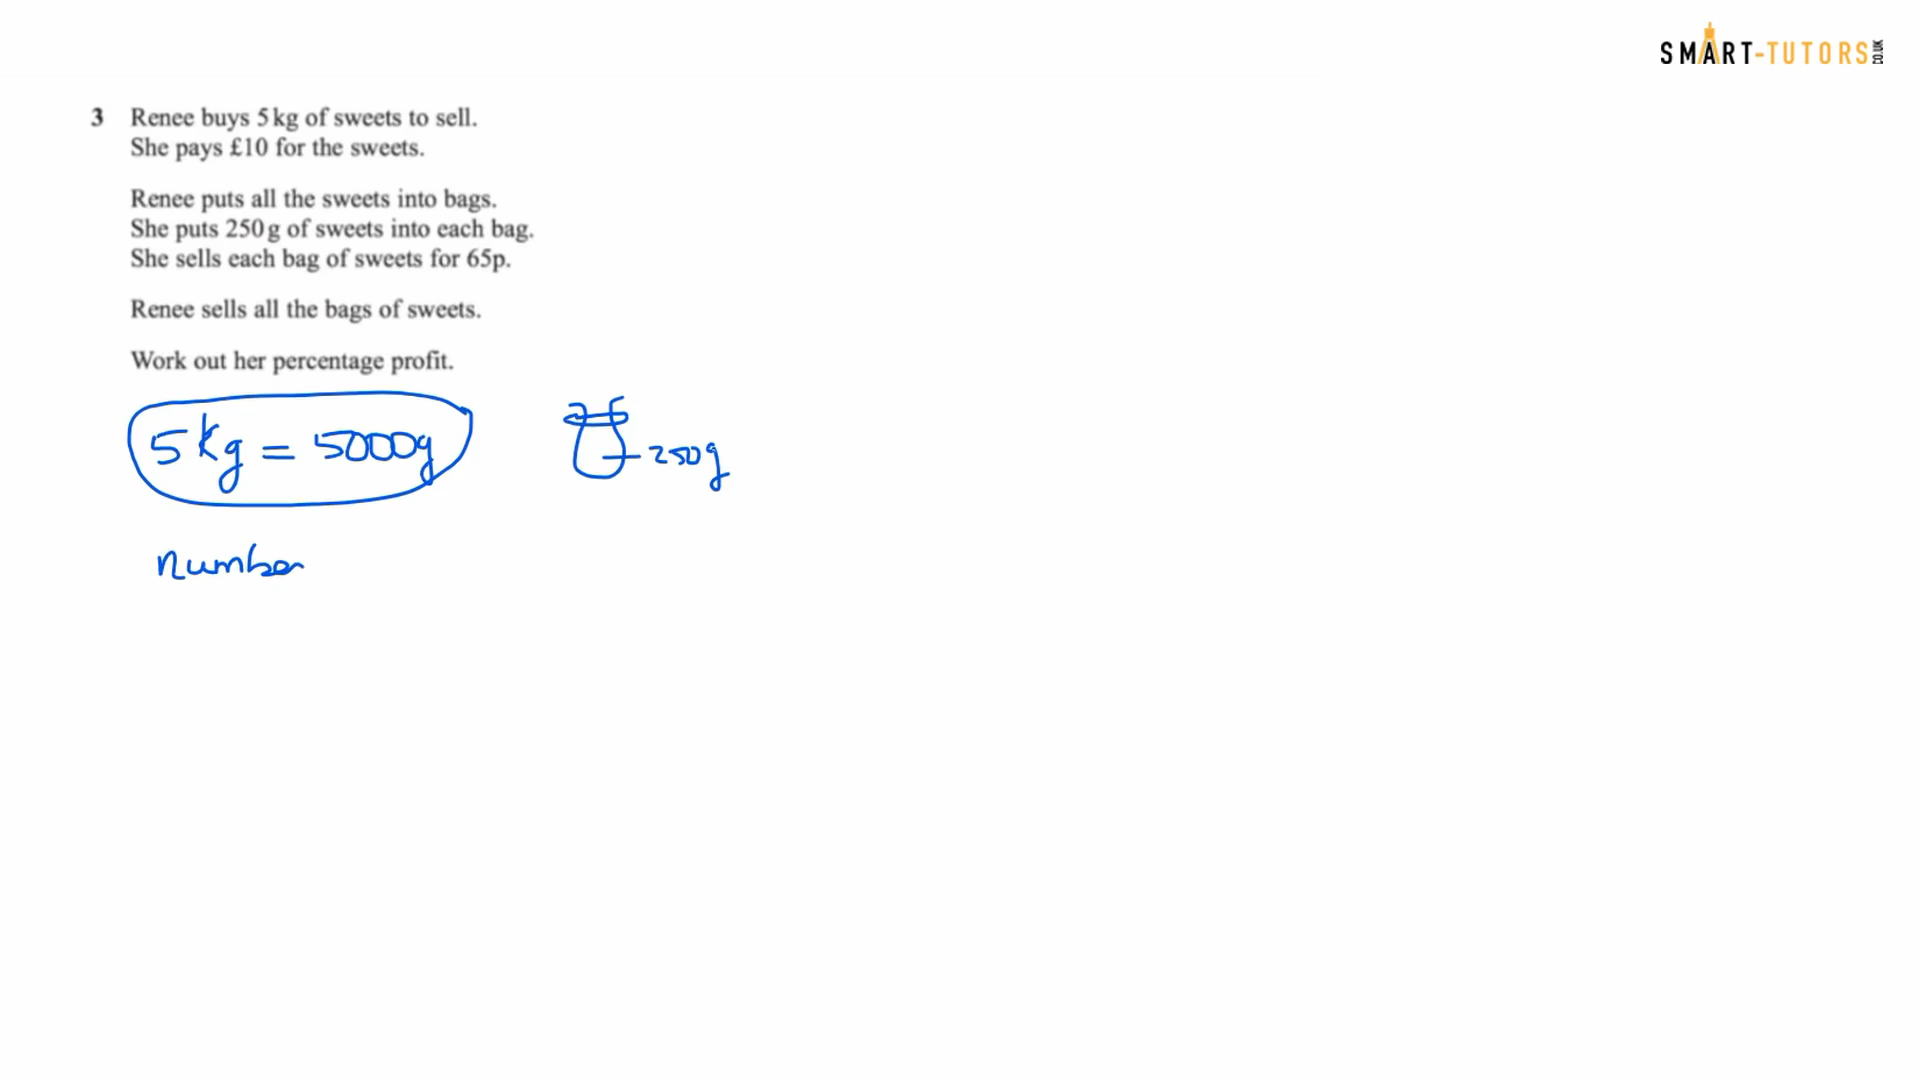 SMART-TUTORS.CO.UK
3 Renee buys 5 kg of sweets to sell.
She pays £10 for the sweets.
Renee puts all the sweets into bags.
She puts 250 g of sweets into each bag.
She sells each bag of sweets for 65p.
Renee sells all the bags of sweets.
Work out her percentage profit.
5kg = 5000g
250g
number